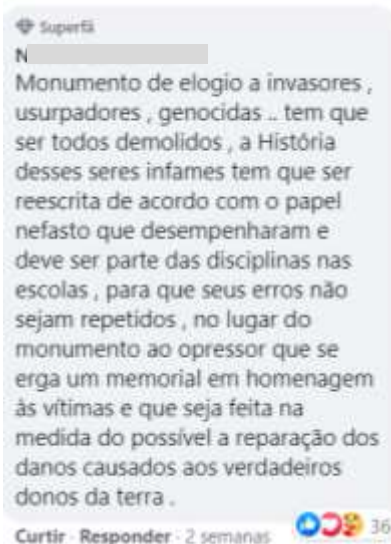 Superfã
N
Monumento de elogio a invasores ,
usurpadores , genocidas .. tem que
ser todos demolidos , a História
desses seres infames tem que ser
reescrita de acordo com o papel
nefasto que desempenharam e
deve ser parte das disciplinas nas
escolas , para que seus erros não
sejam repetidos , no lugar do
monumento ao opressor que se
erga um memorial em homenagem
às vítimas e que seja feita na
medida do possível a reparação dos
danos causados aos verdadeiros
donos da terra .
Curtir · Responder · 2 semanas 36